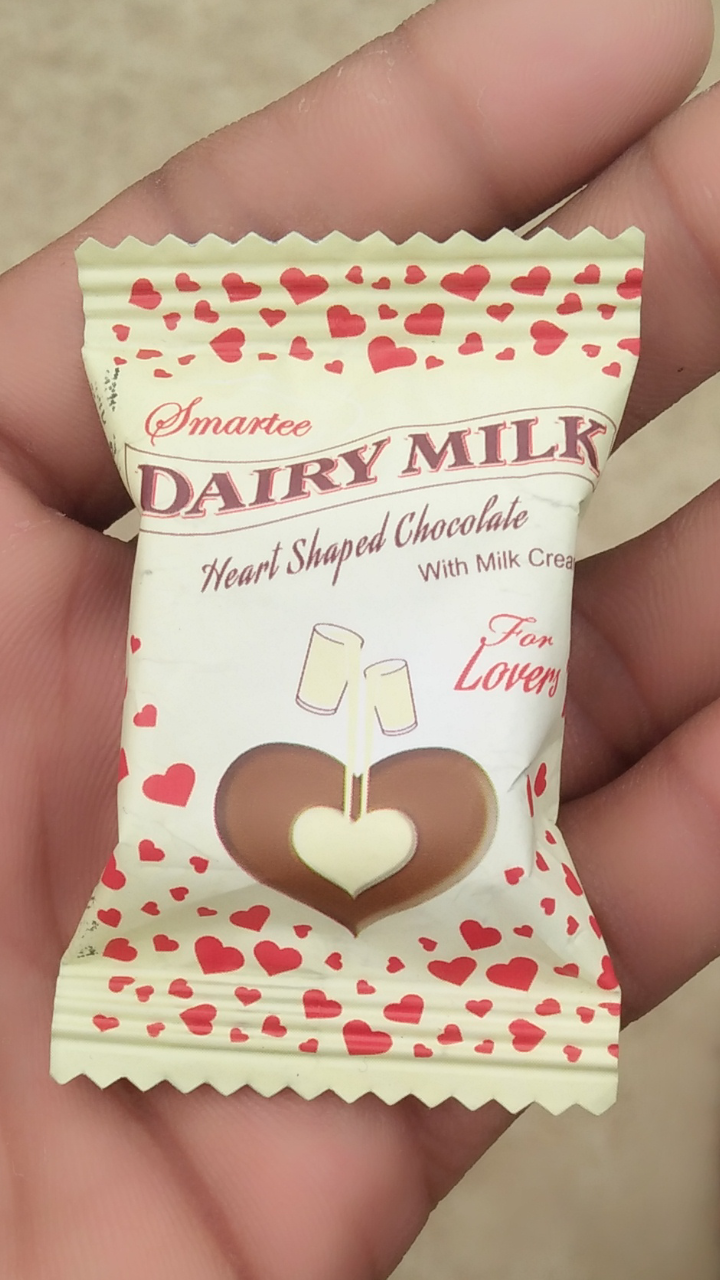 Smartee
DAIRY MILK
Heart Shaped Chocolate
With Milk Crea
For
Lovers